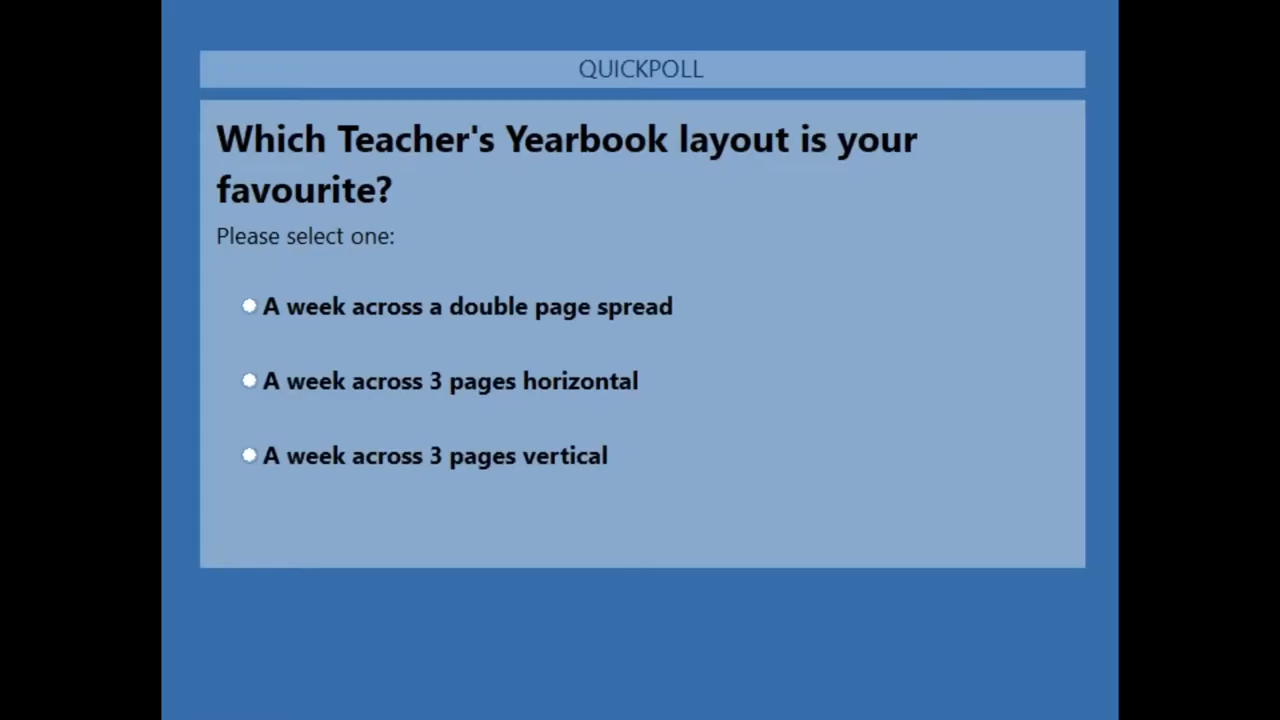 QUICKPOLL
Which Teacher's Yearbook layout is your
favourite?
Please select one:
A week across a double page spread
A week across 3 pages horizontal
A week across 3 pages vertical